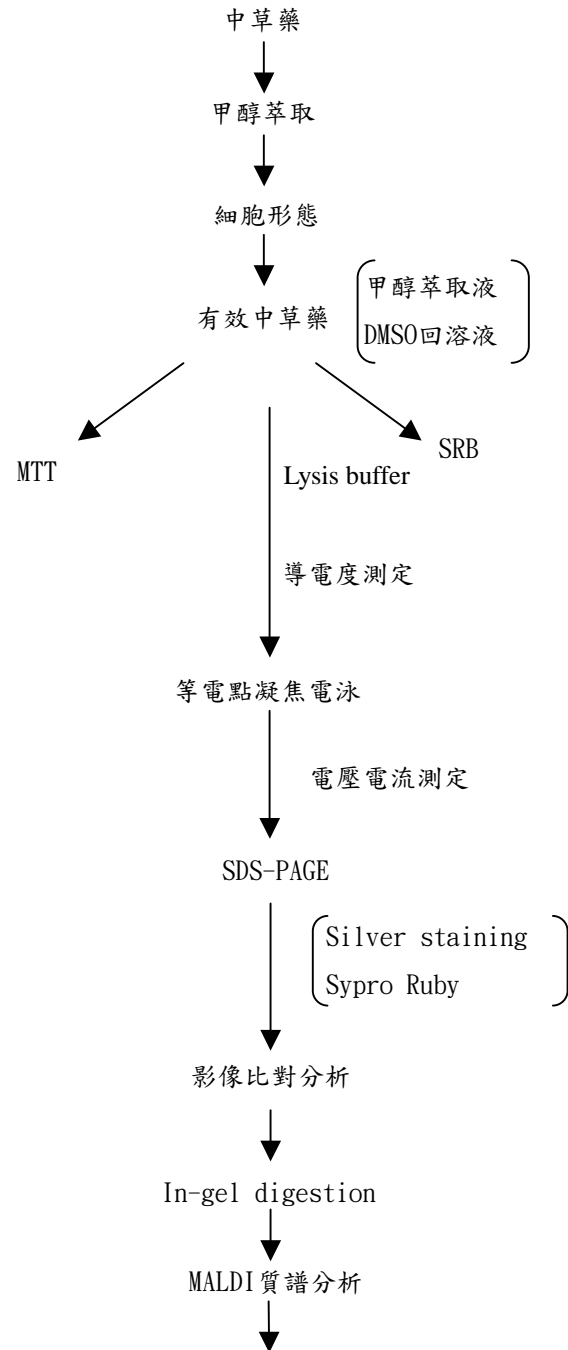 中草藥
甲醇萃取
細胞形態
有效中草藥
甲醇萃取液
DMSO回溶液
MTT
SRB
Lysis buffer
導電度測定
等電點凝焦電泳
電壓電流測定
SDS-PAGE
Silver staining
Sypro Ruby
影像比對分析
In-gel digestion
MALDI質譜分析